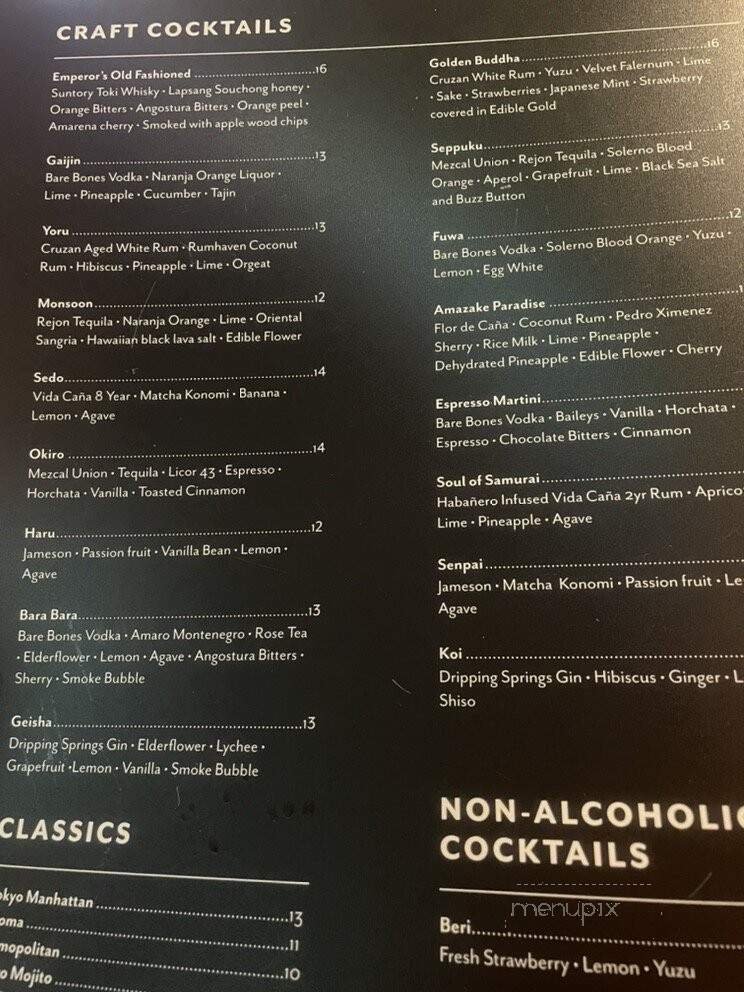 CRAFT COCKTAILS
Emperor's Old Fashioned ..............................16
Suntory Toki Whisky • Lapsang Souchong honey •
Orange Bitters • Angostura Bitters • Orange peel •
Amarena cherry • Smoked with apple wood chips
Gaijin ..............................13
Bare Bones Vodka • Naranja Orange Liquor •
Lime • Pineapple • Cucumber • Tajin
Yoru ..............................13
Cruzan Aged White Rum • Rumhaven Coconut
Rum • Hibiscus • Pineapple • Lime • Orgeat
Monsoon..............................12
Rejon Tequila • Naranja Orange • Lime • Oriental
Sangria • Hawaiian black lava salt • Edible Flower
Sedo..............................14
Vida Caña 8 Year • Matcha Konomi • Banana •
Lemon • Agave
Okiro ..............................14
Mezcal Union • Tequila • Licor 43 • Espresso •
Horchata • Vanilla • Toasted Cinnamon
Haru..............................12
Jameson • Passion fruit • Vanilla Bean • Lemon •
Agave
Bara Bara..............................13
Bare Bones Vodka • Amaro Montenegro • Rose Tea
• Elderflower • Lemon • Agave • Angostura Bitters •
Sherry • Smoke Bubble
Geisha..............................13
Dripping Springs Gin • Elderflower • Lychee •
Grapefruit •Lemon • Vanilla • Smoke Bubble
CLASSICS
okyo Manhattan ..............................13
oma ..............................11
mopolitan ..............................10
o Mojito ..............................
Golden Buddha..............................16
Cruzan White Rum • Yuzu • Velvet Falernum • Lime
• Sake • Strawberries • Japanese Mint • Strawberry
covered in Edible Gold
Seppuku..............................13
Mezcal Union • Rejon Tequila • Solerno Blood
Orange • Aperol • Grapefruit • Lime • Black Sea Salt
and Buzz Button
Fuwa ..............................12
Bare Bones Vodka • Solerno Blood Orange • Yuzu •
Lemon • Egg White
Amazake Paradise ..............................1
Flor de Caña • Coconut Rum • Pedro Ximenez
Sherry • Rice Milk • Lime • Pineapple •
Dehydrated Pineapple • Edible Flower • Cherry
Espresso Martini..............................
Bare Bones Vodka • Baileys • Vanilla • Horchata •
Espresso • Chocolate Bitters • Cinnamon
Soul of Samurai..............................
Habañero Infused Vida Caña 2yr Rum • Aprico
Lime • Pineapple • Agave
Senpai..............................
Jameson • Matcha Konomi • Passion fruit • Le
Agave
Koi ..............................
Dripping Springs Gin • Hibiscus • Ginger • L
Shiso
NON-ALCOHOLIC
COCKTAILS
menupix
Beri..............................
Fresh Strawberry • Lemon • Yuzu